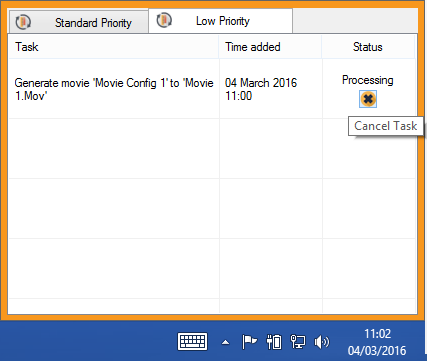 Standard Priority
Low Priority
Task
Time added
Status
Generate movie 'Movie Config 1' to 'Movie
1.Mov'
04 March 2016
11:00
Processing
Cancel Task
11:02
04/03/2016